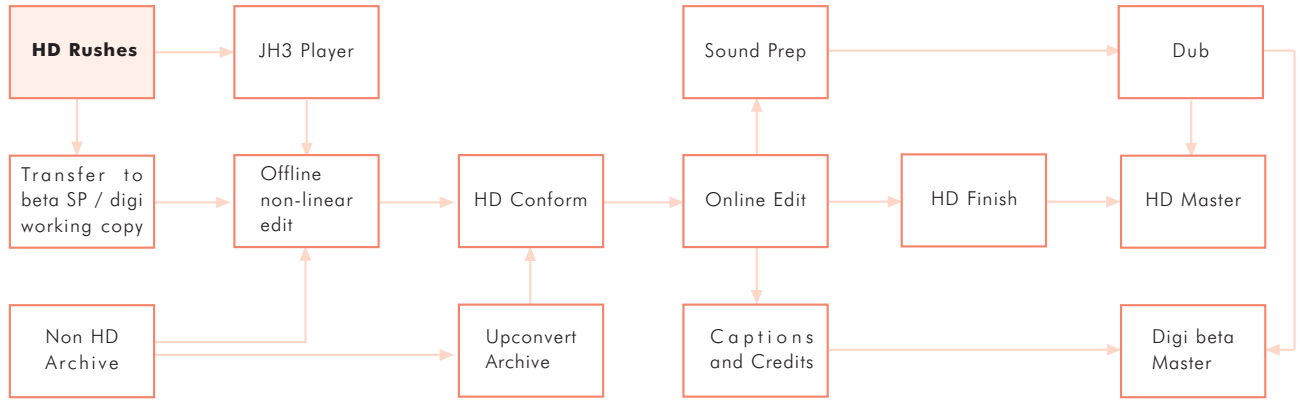 HD Rushes
JH3 Player
Sound Prep
Dub
Transfer to
beta SP / digi
working copy
Offline
non-linear
edit
HD Conform
Online Edit
HD Finish
HD Master
Non HD
Archive
Upconvert
Archive
Captions
and Credits
Digi beta
Master